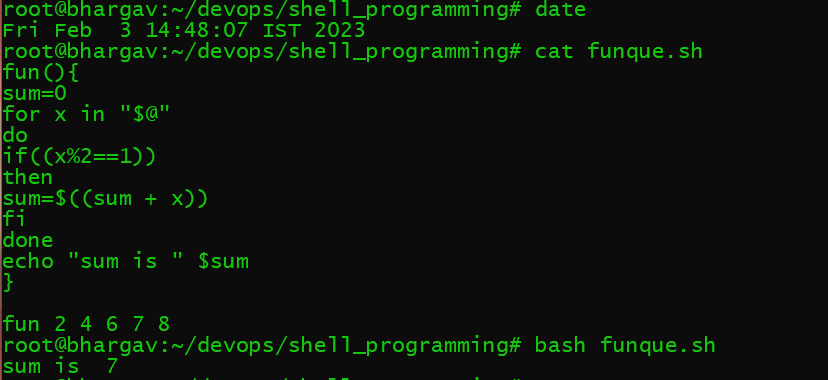 root@bhargav:~/devops/shell_programming# date
Fri Feb  3 14:48:07 IST 2023
root@bhargav:~/devops/shell_programming# cat funque.sh
fun(){
sum=0
for x in "$@"
do
if((x%2==1))
then
sum=$((sum + x))
fi
done
echo "sum is " $sum
}

fun 2 4 6 7 8
root@bhargav:~/devops/shell_programming# bash funque.sh
sum is  7